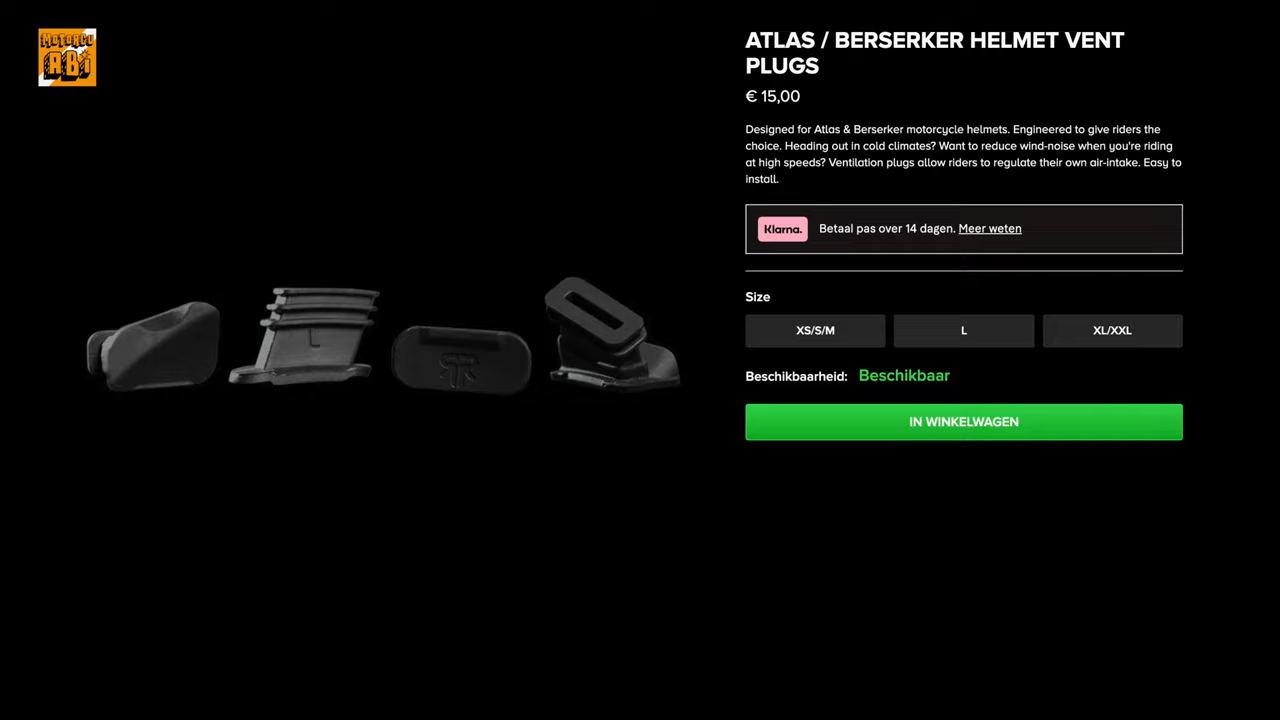 MOTORCU
ABi
ATLAS / BERSERKER HELMET VENT
PLUGS
€ 15,00
Designed for Atlas & Berserker motorcycle helmets. Engineered to give riders the
choice. Heading out in cold climates? Want to reduce wind-noise when you're riding
at high speeds? Ventilation plugs allow riders to regulate their own air-intake. Easy to
install.
Klarna. Betaal pas over 14 dagen. Meer weten
Size
XS/S/M L XL/XXL
Beschikbaarheid: Beschikbaar
IN WINKELWAGEN
L